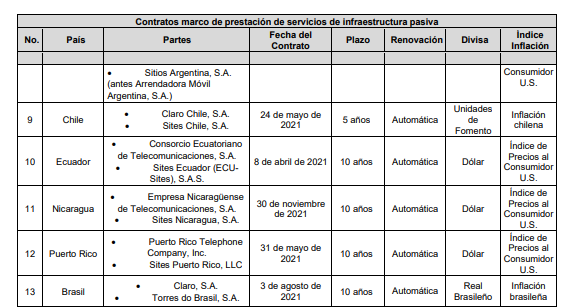 Contratos marco de prestación de servicios de infraestructura pasiva
No. País Partes Fecha del Contrato Plazo Renovación Divisa Índice Inflación
• Sitios Argentina, S.A. (antes Arrendadora Móvil Argentina, S.A.) Consumidor U.S.
9 Chile • Claro Chile, S.A. • Sites Chile, S.A. 24 de mayo de 2021 5 años Automática Unidades de Fomento Inflación chilena
10 Ecuador • Consorcio Ecuatoriano de Telecomunicaciones, S.A. • Sites Ecuador (ECU-Sites), S.A.S. 8 de abril de 2021 10 años Automática Dólar Índice de Precios al Consumidor U.S.
11 Nicaragua • Empresa Nicaragüense de Telecomunicaciones, S.A. • Sites Nicaragua, S.A. 30 de noviembre de 2021 10 años Automática Dólar Índice de Precios al Consumidor U.S.
12 Puerto Rico • Puerto Rico Telephone Company, Inc. • Sites Puerto Rico, LLC 31 de mayo de 2021 10 años Automática Dólar Índice de Precios al Consumidor U.S.
13 Brasil • Claro, S.A. • Torres do Brasil, S.A. 3 de agosto de 2021 10 años Automática Real Brasileño Inflación brasileña